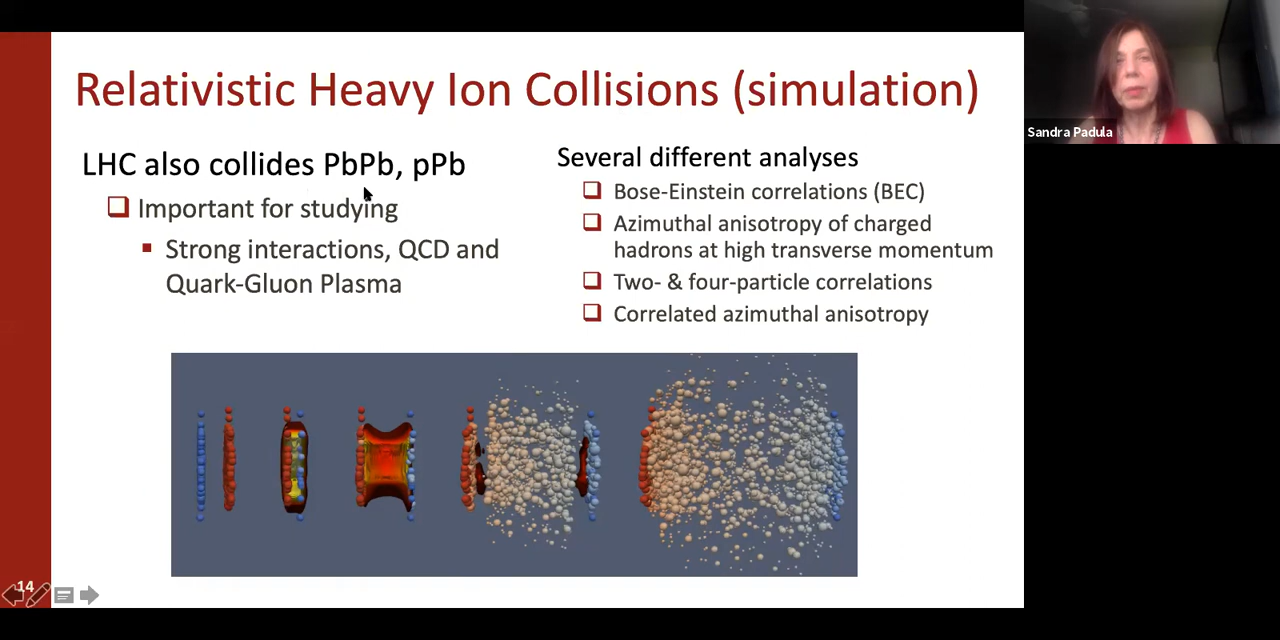 Relativistic Heavy Ion Collisions (simulation)
LHC also collides PbPb, pPb
Important for studying
Strong interactions, QCD and
Quark-Gluon Plasma
Several different analyses
Bose-Einstein correlations (BEC)
Azimuthal anisotropy of charged
hadrons at high transverse momentum
Two- & four-particle correlations
Correlated azimuthal anisotropy
14
Sandra Padula